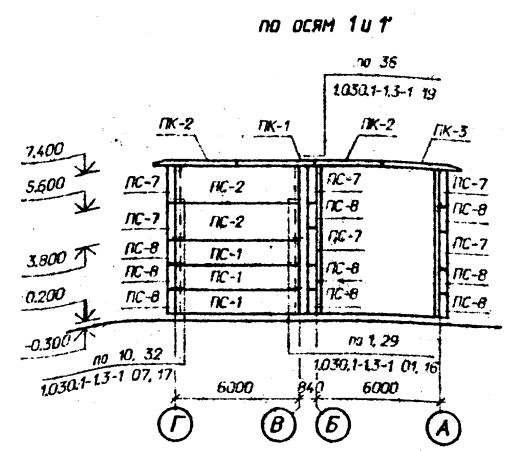 по осям 1 и 1'
по 36
1.030.1-1.3-1 19
ПК-2
ПК-1
ПК-2
ПК-3
7,400
5.600
3.800
0.200
-0.300
ПС-7
ПС-7
ПС-8
ПС-8
ПС-8
ПС-2
ПС-2
ПС-1
ПС-1
ПС-1
ПС-7
ПС-8
ПС-7
ПС-8
ПС-8
ПС-7
ПС-8
ПС-7
ПС-8
ПС-8
по 10, 32
1.030.1-1.3-1 07, 17
по 1, 29
1.030.1-1.3-1 01, 16
6000
840
6000
Г
В
Б
А